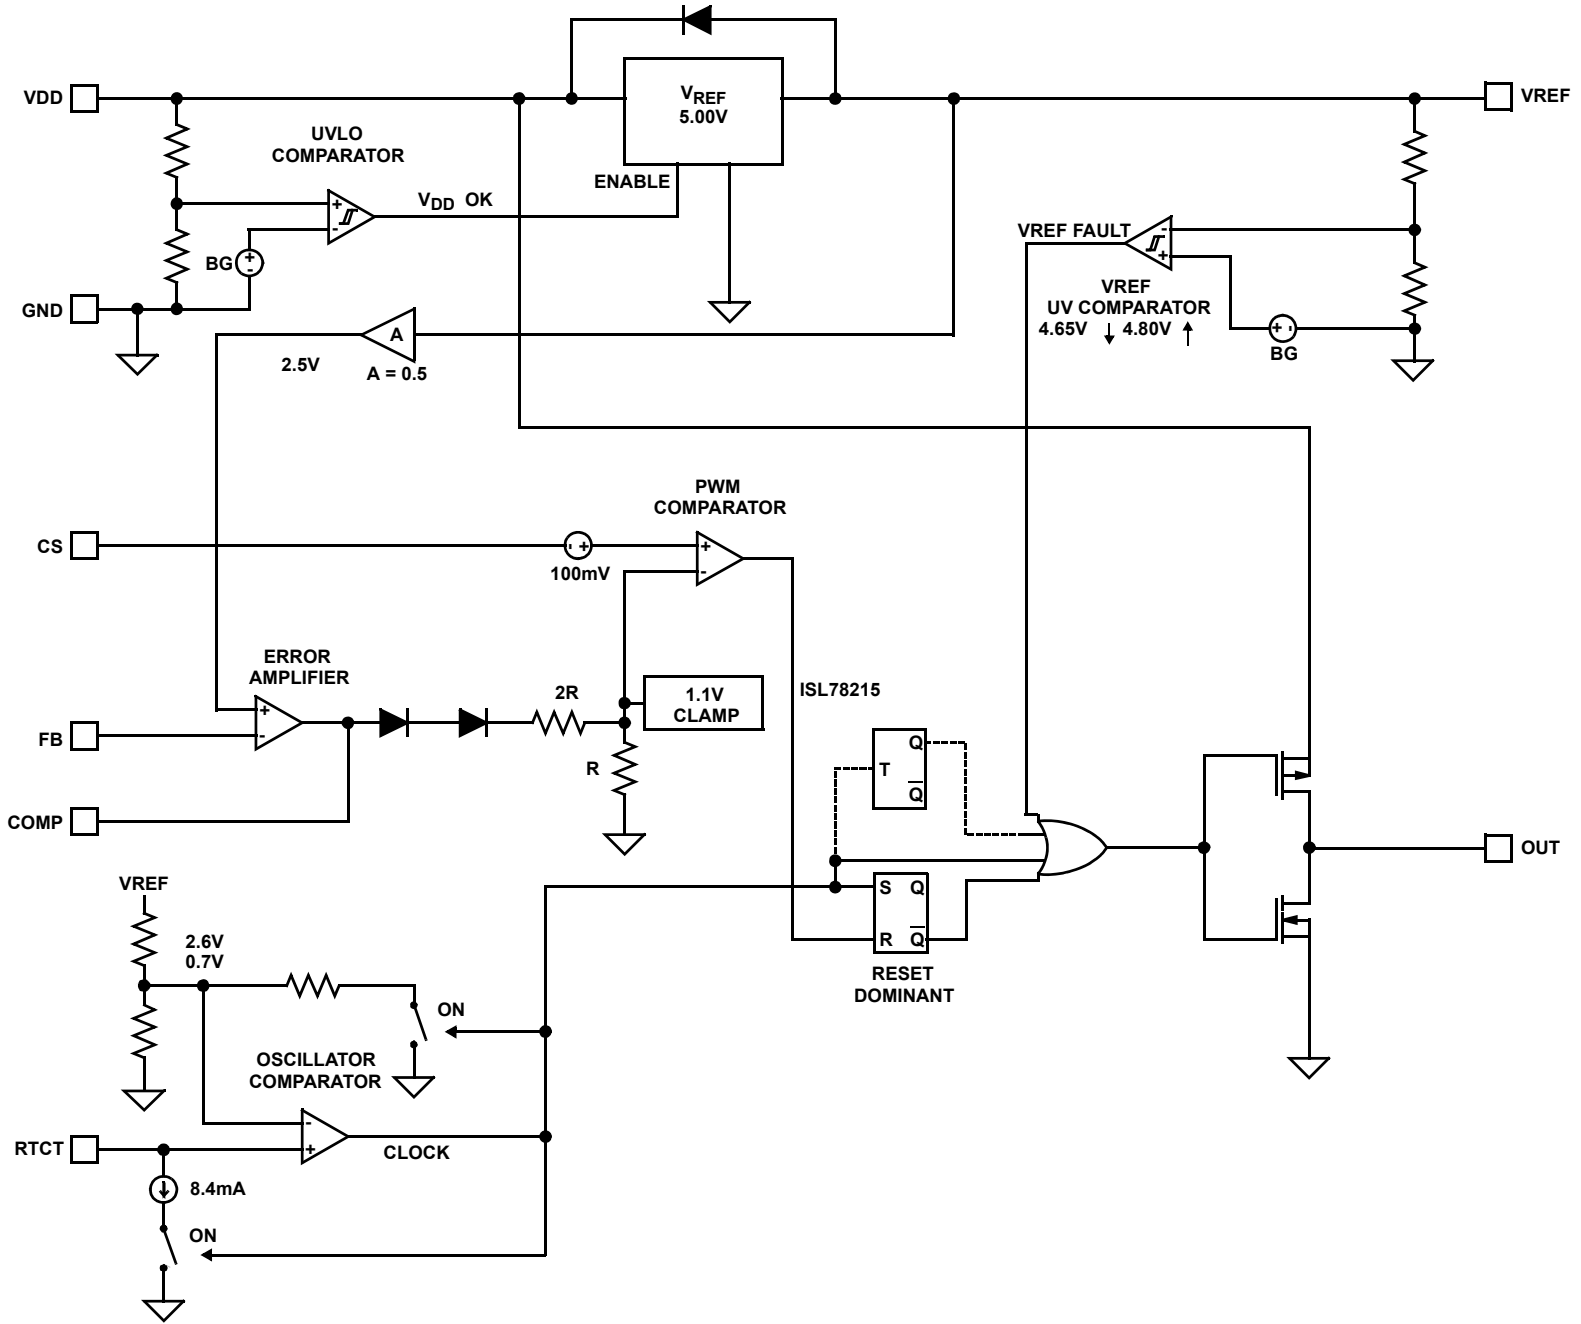 VDD
V_REF
5.00V
VREF
UVLO
COMPARATOR
ENABLE
+
-
V_DD OK
BG
+
-
GND
VREF FAULT
-
+
VREF
UV COMPARATOR
4.65V ↓ 4.80V ↑
+ -
BG
A
2.5V
A = 0.5
PWM
COMPARATOR
CS
- +
100mV
+
-
ERROR
AMPLIFIER
+
-
FB
2R
1.1V
CLAMP
R
ISL78215
COMP
Q
T
Q̅
OUT
S Q
R Q̅
RESET
DOMINANT
VREF
2.6V
0.7V
ON
OSCILLATOR
COMPARATOR
-
+
RTCT
CLOCK
8.4mA
ON